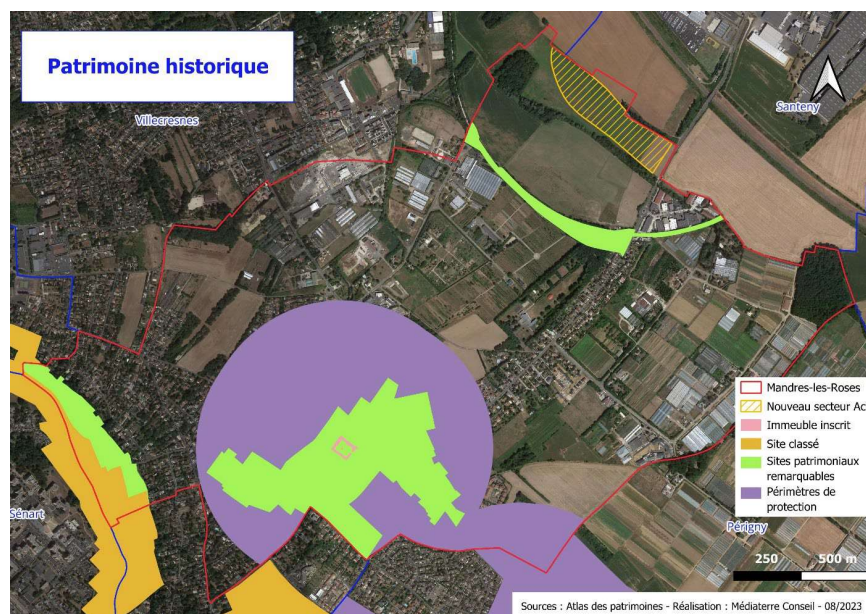 Patrimoine historique
Villecresnes
Santeny
Mandres-les-Roses
Nouveau secteur Ac
Immeuble inscrit
Site classé
Sites patrimoniaux
remarquables
Périmètres de
protection
Sénart
Périgny
250 500 m
Sources : Atlas des patrimoines - Réalisation : Médiaterre Conseil - 08/2023